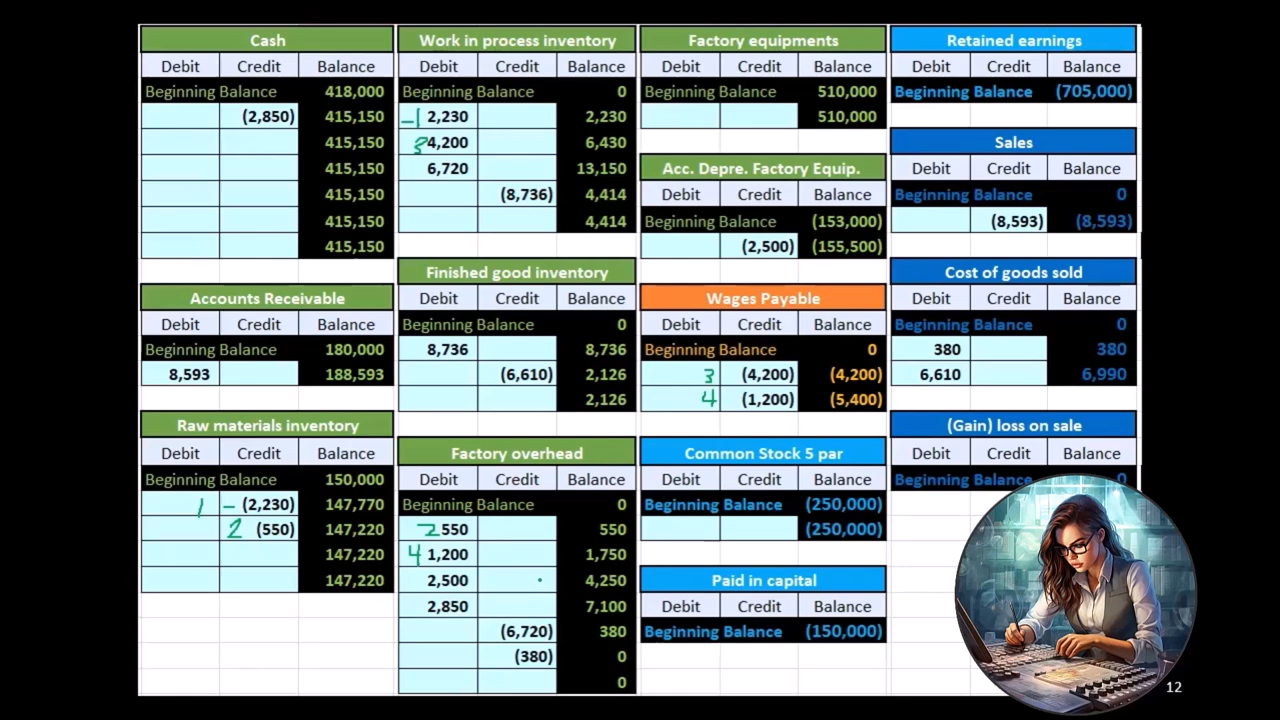 Cash
Debit Credit Balance
Beginning Balance 418,000
(2,850) 415,150
415,150
415,150
415,150
415,150
415,150
Accounts Receivable
Debit Credit Balance
Beginning Balance 180,000
8,593 188,593
Raw materials inventory
Debit Credit Balance
Beginning Balance 150,000
1 (2,230) 147,770
2 (550) 147,220
147,220
147,220
Work in process inventory
Debit Credit Balance
Beginning Balance 0
1 2,230 2,230
3 4,200 6,430
6,720 13,150
(8,736) 4,414
4,414
Finished good inventory
Debit Credit Balance
Beginning Balance 0
8,736 8,736
(6,610) 2,126
2,126
Factory overhead
Debit Credit Balance
Beginning Balance 0
2 550 550
4 1,200 1,750
2,500 4,250
2,850 7,100
(6,720) 380
(380) 0
0
Factory equipments
Debit Credit Balance
Beginning Balance 510,000
510,000
Acc. Depre. Factory Equip.
Debit Credit Balance
Beginning Balance (153,000)
(2,500) (155,500)
Wages Payable
Debit Credit Balance
Beginning Balance 0
3 (4,200) (4,200)
4 (1,200) (5,400)
Common Stock 5 par
Debit Credit Balance
Beginning Balance (250,000)
(250,000)
Paid in capital
Debit Credit Balance
Beginning Balance (150,000)
Retained earnings
Debit Credit Balance
Beginning Balance (705,000)
Sales
Debit Credit Balance
Beginning Balance 0
(8,593) (8,593)
Cost of goods sold
Debit Credit Balance
Beginning Balance 0
380 380
6,610 6,990
(Gain) loss on sale
Debit Credit Balance
Beginning Balance 0
12